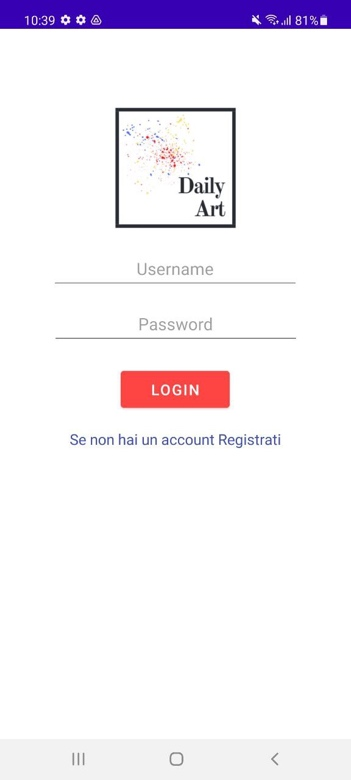 10:39 81%
Daily
Art
Username
Password
LOGIN
Se non hai un account Registrati